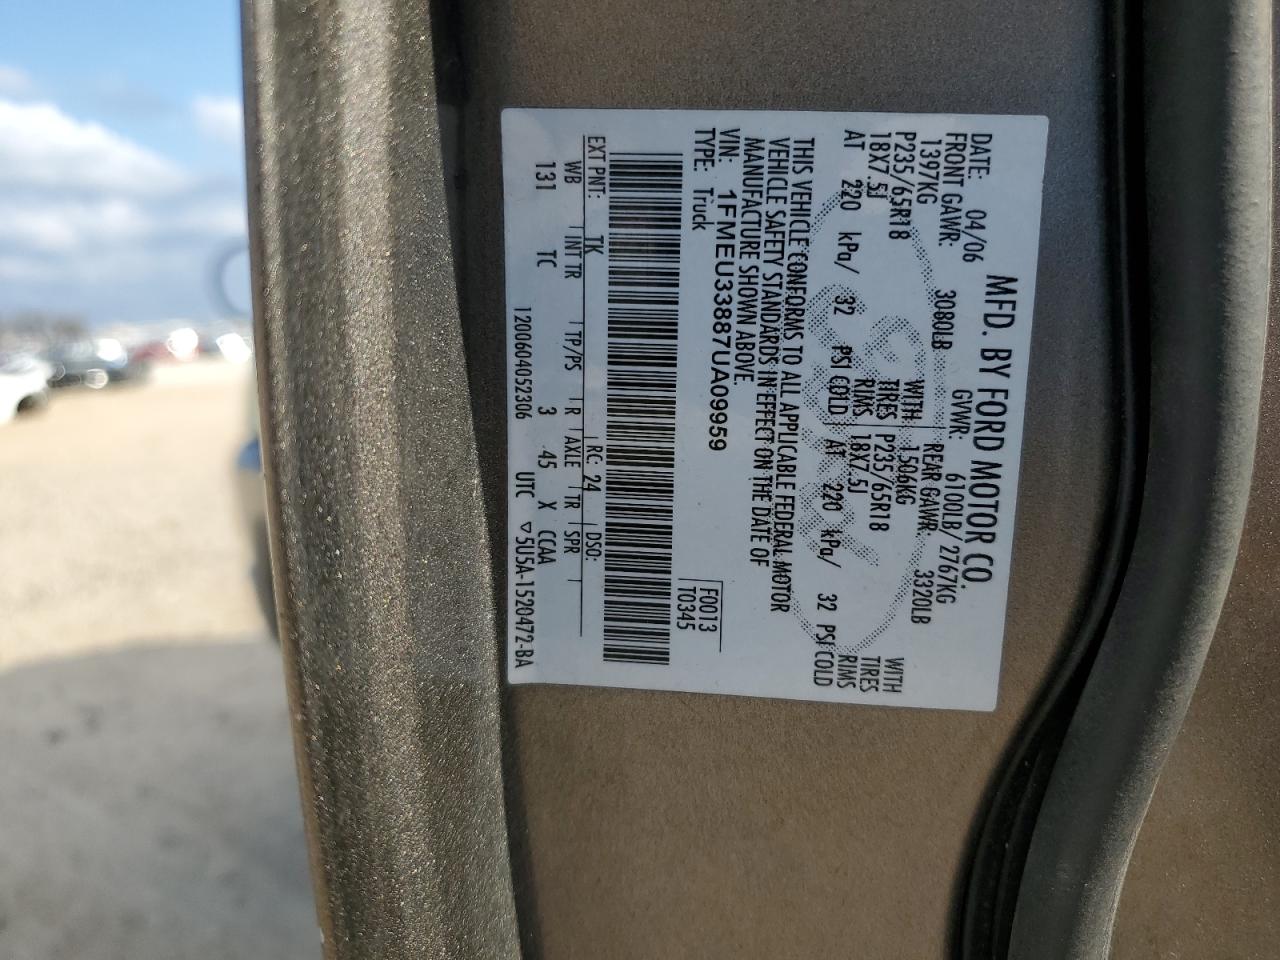 MFD. BY FORD MOTOR CO.
DATE: 04/06 GVWR: 6100LB/ 2767KG
FRONT GAWR: 3080LB REAR GAWR: 3320LB
1397KG WITH 1506KG WITH
P235/65R18 TIRES P235/65R18 TIRES
18X7.5J RIMS 18X7.5J RIMS
AT 220 kPa/ 32 PSI COLD AT 220 kPa/ 32 PSI COLD
THIS VEHICLE CONFORMS TO ALL APPLICABLE FEDERAL MOTOR
VEHICLE SAFETY STANDARDS IN EFFECT ON THE DATE OF
MANUFACTURE SHOWN ABOVE.
VIN: 1FMEU33887UA09959
TYPE: Truck
F0013
T0345
EXT PNT: TK RC: 24 DSO:
WB INT TR TP/PS R AXLE TR SPR
131 TC 3 45 X CCAA
1200604052306 UTC ▽5U5A-1520472-BA